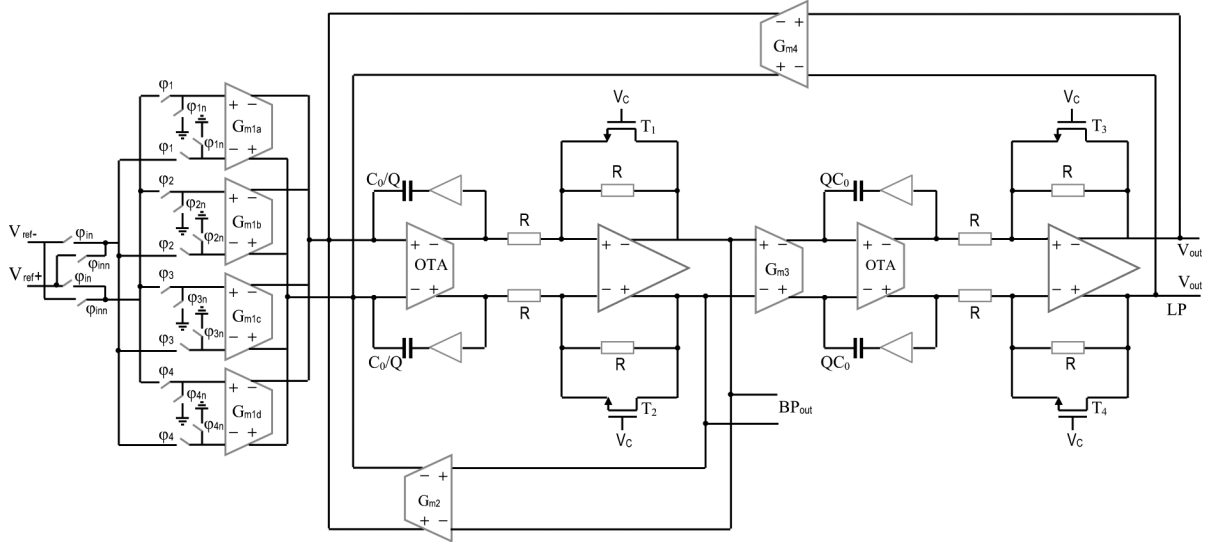 Gm4
φ1
φ1n
φ1n
φ1
Gm1a
φ2
φ2n
φ2n
φ2
Gm1b
Vref-
Vref+
φin
φinn
φin
φinn
φ3
φ3n
φ3n
φ3
Gm1c
φ4
φ4n
φ4n
φ4
Gm1d
VC
T1
R
C0/Q
OTA
R
R
R
C0/Q
T2
VC
BPout
Gm2
Gm3
VC
T3
R
QC0
OTA
R
R
R
QC0
T4
VC
Vout
Vout
LP